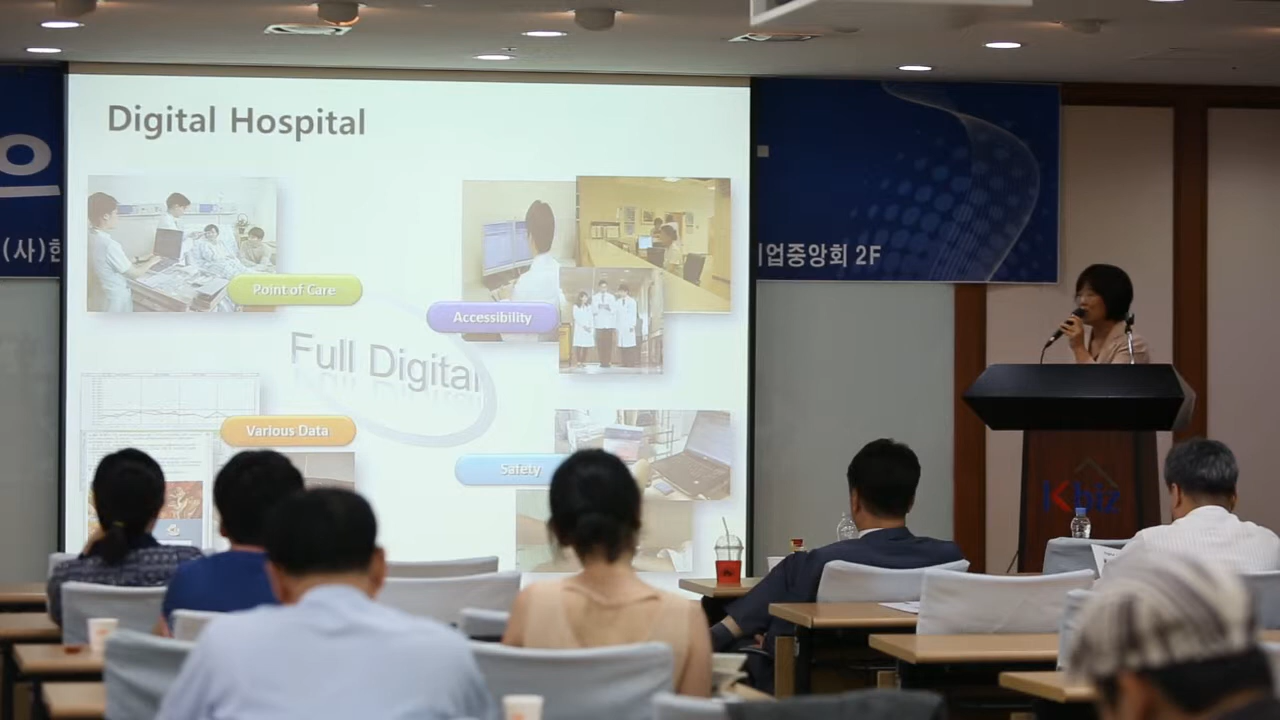 Digital Hospital
Point of Care
Accessibility
Full Digital
Various Data
Safety
(사)한
업중앙회 2F
Kbiz